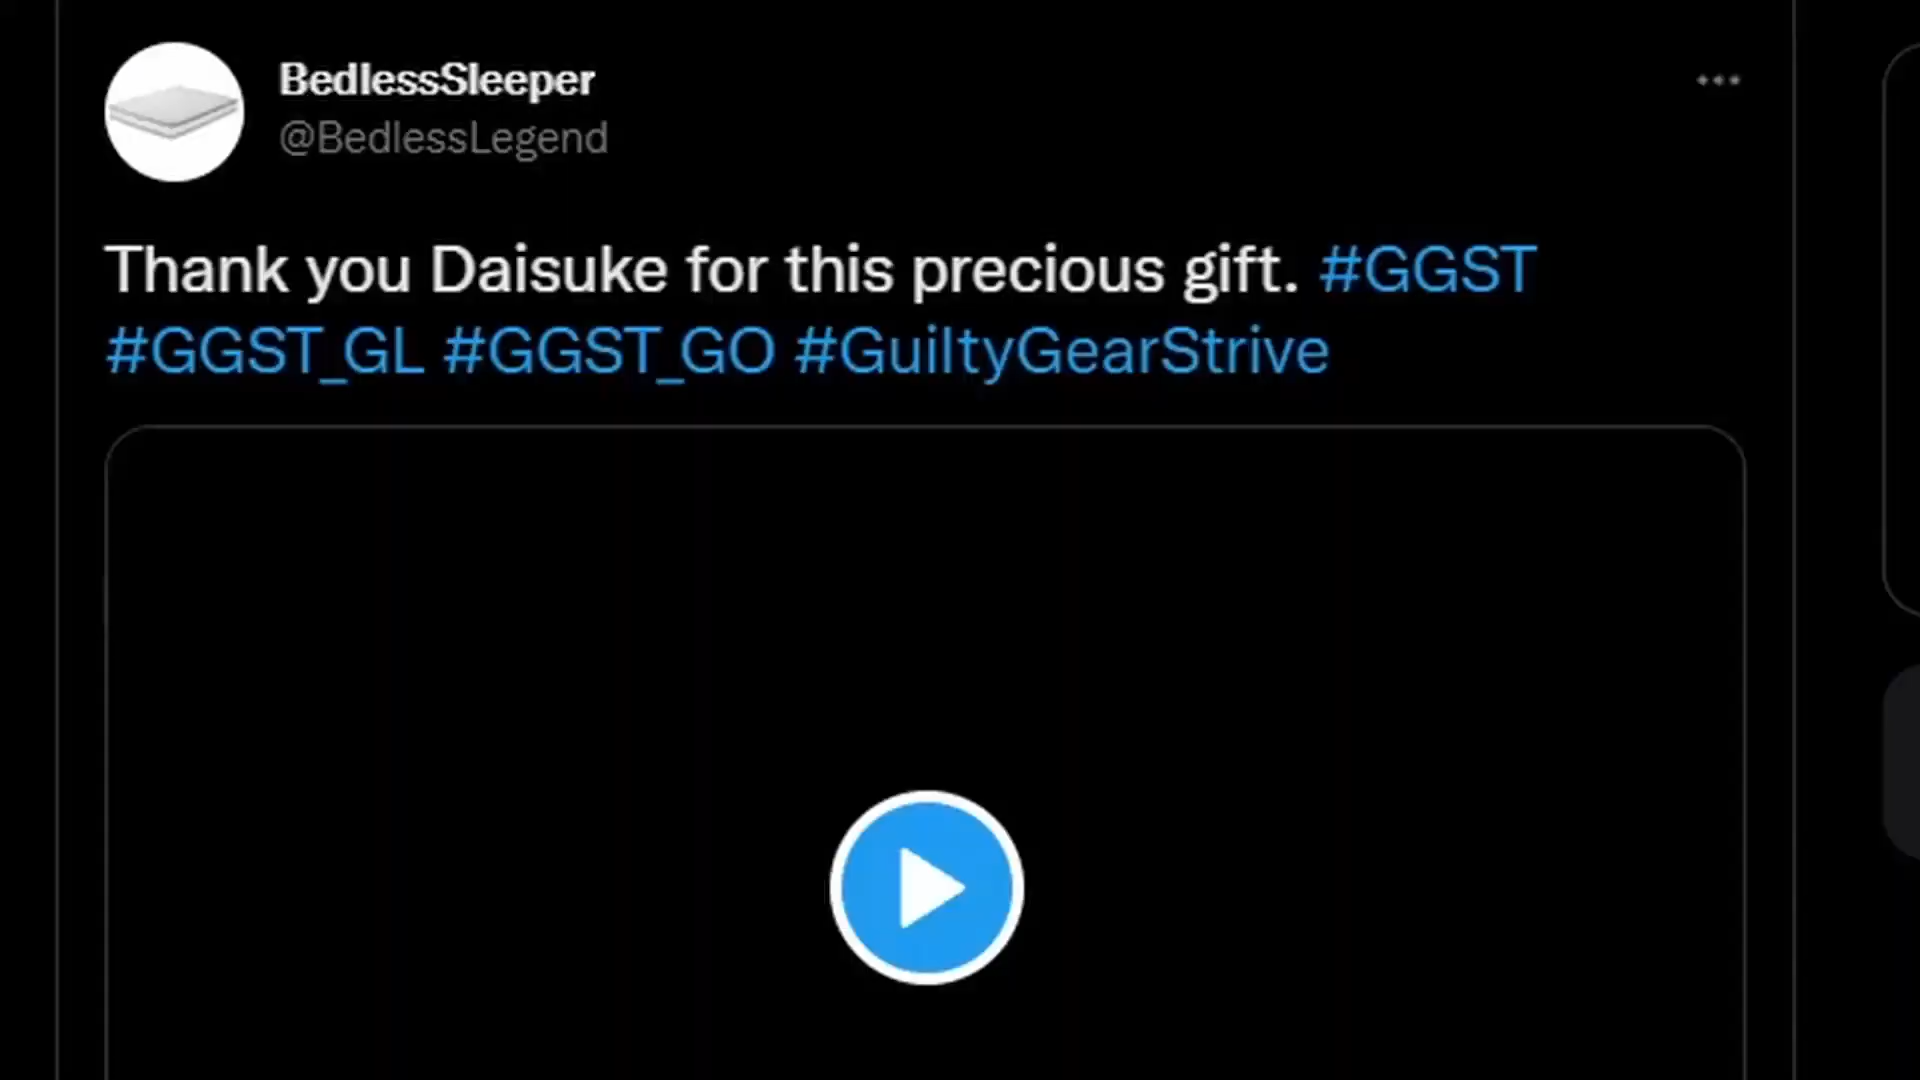 BedlessSleeper
@BedlessLegend
Thank you Daisuke for this precious gift. #GGST
#GGST_GL #GGST_GO #GuiltyGearStrive